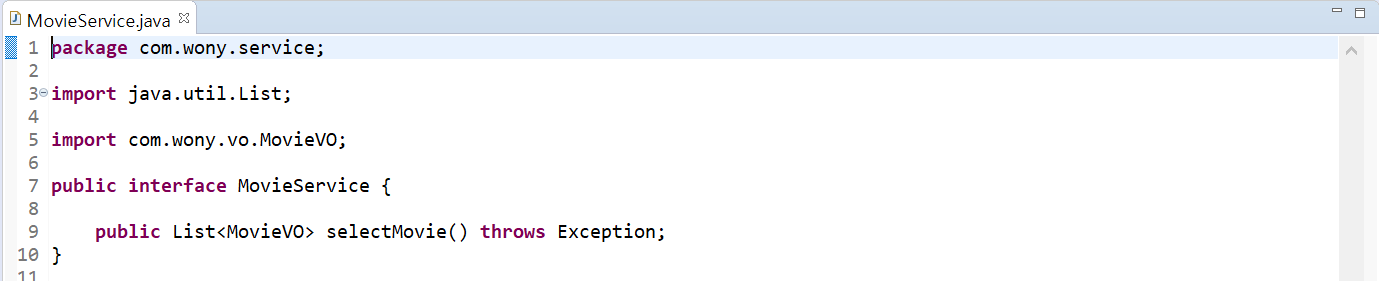 MovieService.java
1 package com.wony.service;
2
3 import java.util.List;
4
5 import com.wony.vo.MovieVO;
6
7 public interface MovieService {
8
9     public List<MovieVO> selectMovie() throws Exception;
10 }
11